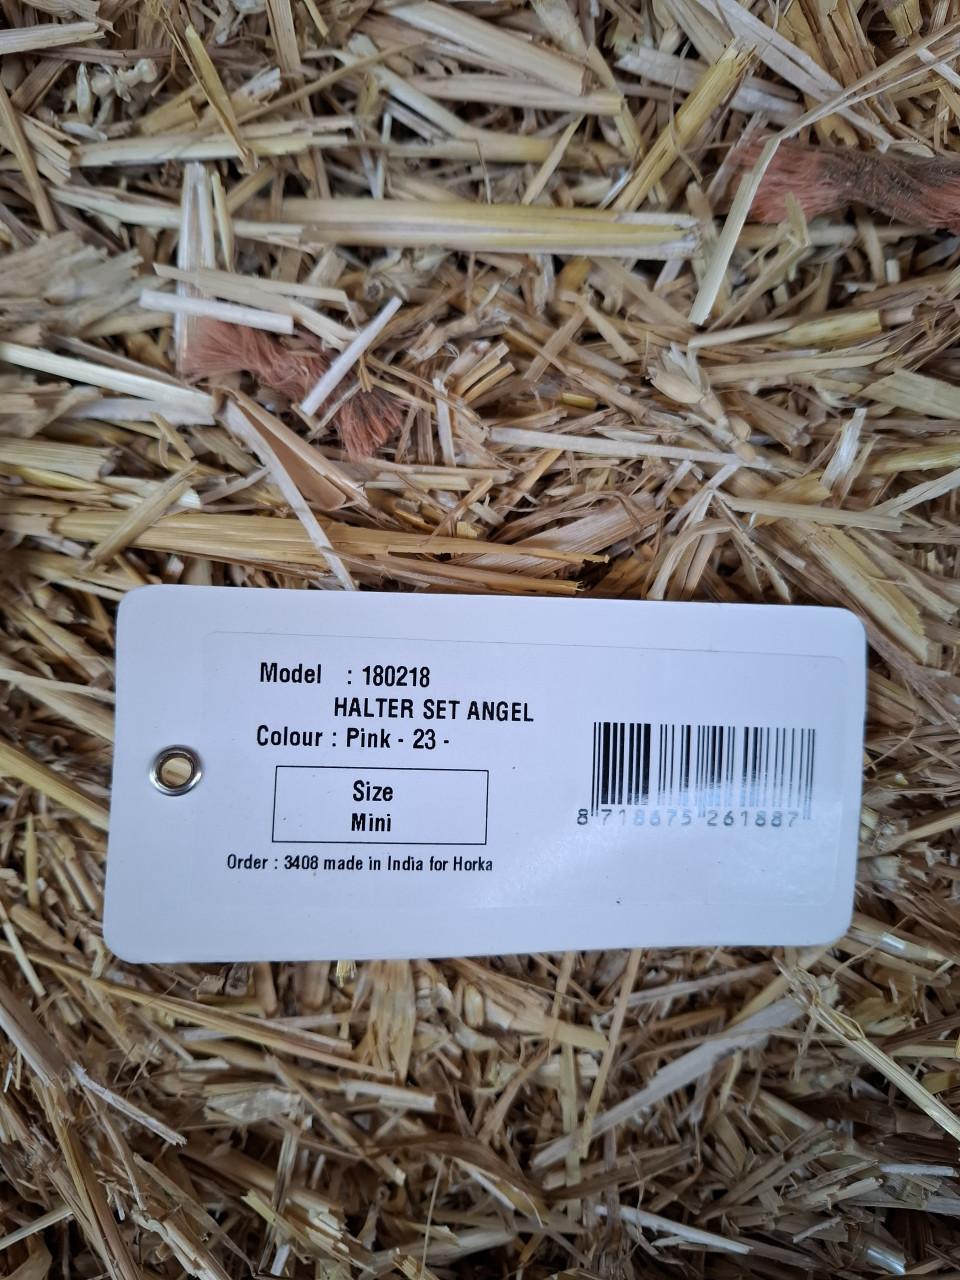 Model : 180218
HALTER SET ANGEL
Colour : Pink - 23 -
Size
Mini
Order : 3408 made in India for Horka
8 718675 261887